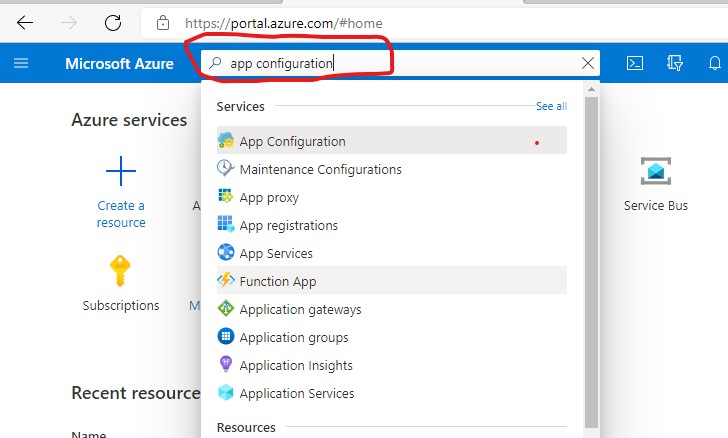 https://portal.azure.com/#home
Microsoft Azure
app configuration
Azure services
Create a
resource
A
Service Bus
Subscriptions
M
Recent resource
Name
Services
See all
App Configuration
Maintenance Configurations
App proxy
App registrations
App Services
Function App
Application gateways
Application groups
Application Insights
Application Services
Resources